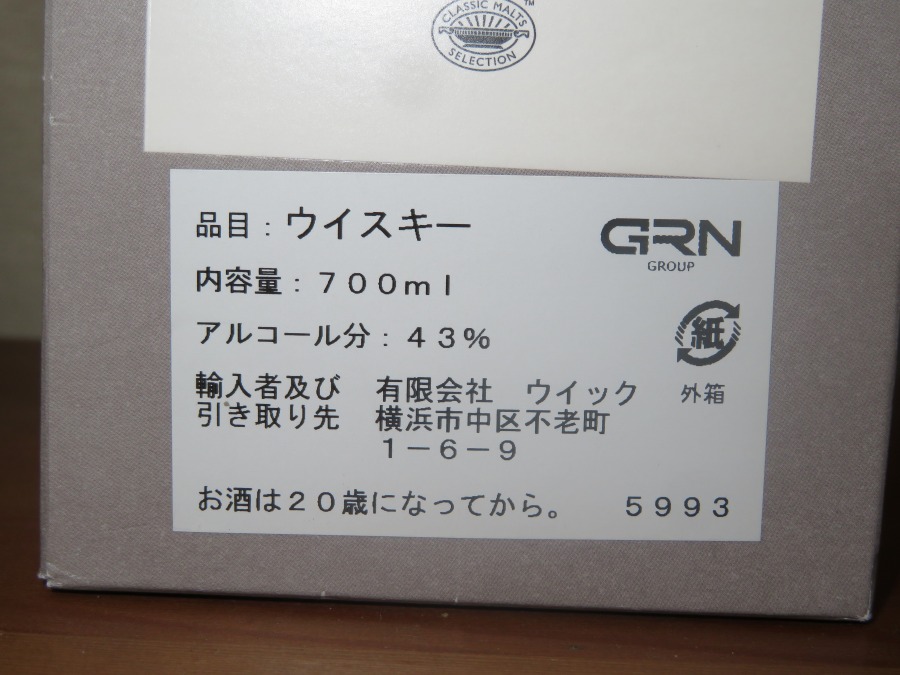 CLASSIC MALTS
SELECTION
TM
品目：ウイスキー
GRN
GROUP
内容量：７００ｍｌ
アルコール分：４３％
紙
外箱
輸入者及び　有限会社　ウイック
引き取り先　横浜市中区不老町
１－６－９
お酒は２０歳になってから。　５９９３